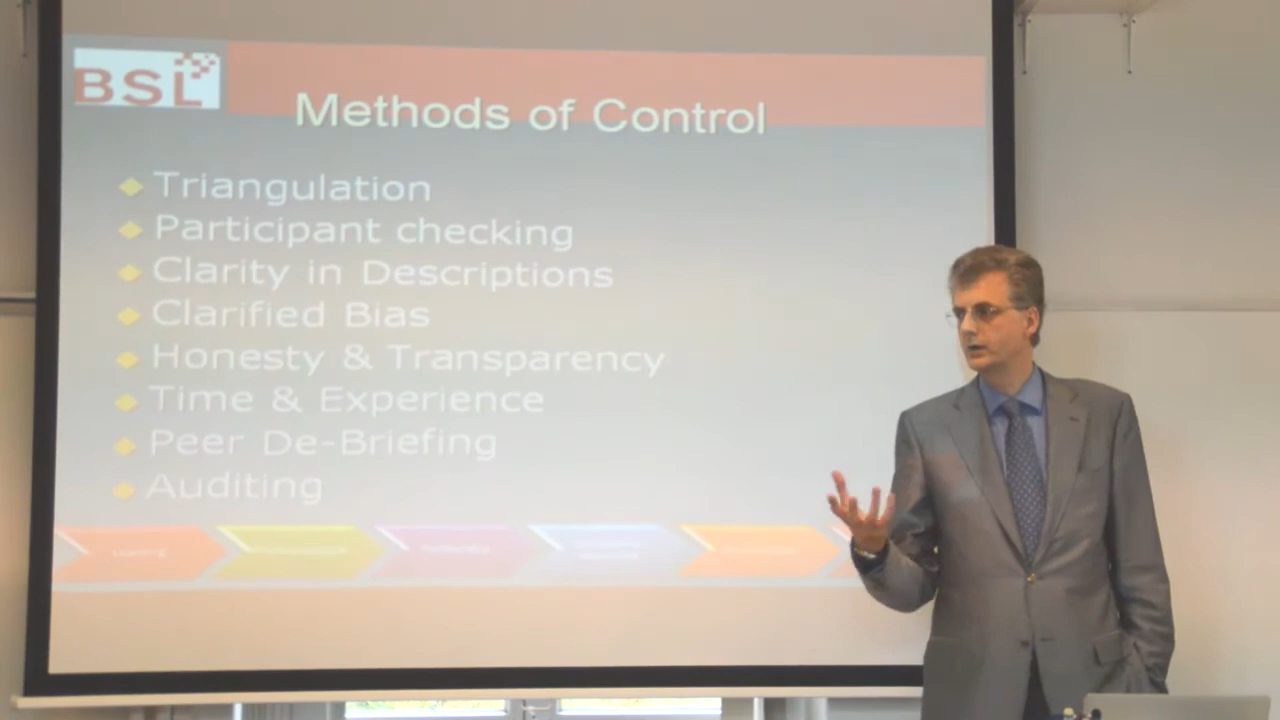 BSL
Methods of Control
Triangulation
Participant checking
Clarity in Descriptions
Clarified Bias
Honesty & Transparency
Time & Experience
Peer De-Briefing
Auditing
Learning